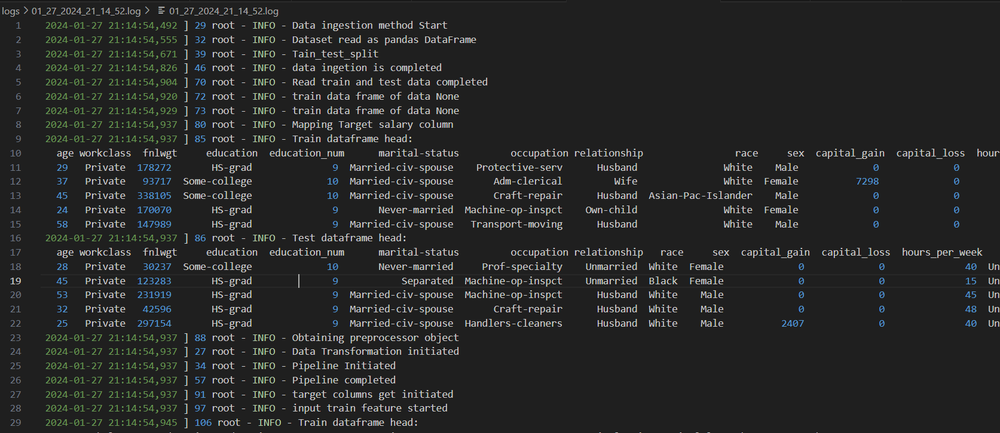 logs > 01_27_2024_21_14_52.log > 01_27_2024_21_14_52.log
1 2024-01-27 21:14:54,492 ] 29 root - INFO - Data ingestion method Start
2 2024-01-27 21:14:54,555 ] 32 root - INFO - Dataset read as pandas DataFrame
3 2024-01-27 21:14:54,671 ] 39 root - INFO - Tain_test_split
4 2024-01-27 21:14:54,826 ] 46 root - INFO - data ingetion is completed
5 2024-01-27 21:14:54,904 ] 70 root - INFO - Read train and test data completed
6 2024-01-27 21:14:54,920 ] 72 root - INFO - train data frame of data None
7 2024-01-27 21:14:54,929 ] 73 root - INFO - train data frame of data None
8 2024-01-27 21:14:54,937 ] 80 root - INFO - Mapping Target salary column
9 2024-01-27 21:14:54,937 ] 85 root - INFO - Train dataframe head:
10 age workclass fnlwgt education education_num marital-status occupation relationship race sex capital_gain capital_loss hour
11 29 Private 178272 HS-grad 9 Married-civ-spouse Protective-serv Husband White Male 0 0
12 37 Private 93717 Some-college 10 Married-civ-spouse Adm-clerical Wife White Female 7298 0
13 45 Private 338105 Some-college 10 Married-civ-spouse Craft-repair Husband Asian-Pac-Islander Male 0 0
14 24 Private 170070 HS-grad 9 Never-married Machine-op-inspct Own-child White Female 0 0
15 58 Private 147989 HS-grad 9 Married-civ-spouse Transport-moving Husband White Male 0 0
16 2024-01-27 21:14:54,937 ] 86 root - INFO - Test dataframe head:
17 age workclass fnlwgt education education_num marital-status occupation relationship race sex capital_gain capital_loss hours_per_week
18 28 Private 30237 Some-college 10 Never-married Prof-specialty Unmarried White Female 0 0 40 Un
19 45 Private 123283 HS-grad 9 Separated Machine-op-inspct Unmarried Black Female 0 0 15 Un
20 53 Private 231919 HS-grad 9 Married-civ-spouse Machine-op-inspct Husband White Male 0 0 45 Un
21 32 Private 42596 HS-grad 9 Married-civ-spouse Craft-repair Husband White Male 0 0 48 Un
22 25 Private 297154 HS-grad 9 Married-civ-spouse Handlers-cleaners Husband White Male 2407 0 40 Un
23 2024-01-27 21:14:54,937 ] 88 root - INFO - Obtaining preprocessor object
24 2024-01-27 21:14:54,937 ] 27 root - INFO - Data Transformation initiated
25 2024-01-27 21:14:54,937 ] 34 root - INFO - Pipeline Initiated
26 2024-01-27 21:14:54,937 ] 57 root - INFO - Pipeline completed
27 2024-01-27 21:14:54,937 ] 91 root - INFO - target columns get initiated
28 2024-01-27 21:14:54,937 ] 97 root - INFO - input train feature started
29 2024-01-27 21:14:54,945 ] 106 root - INFO - Train dataframe head: